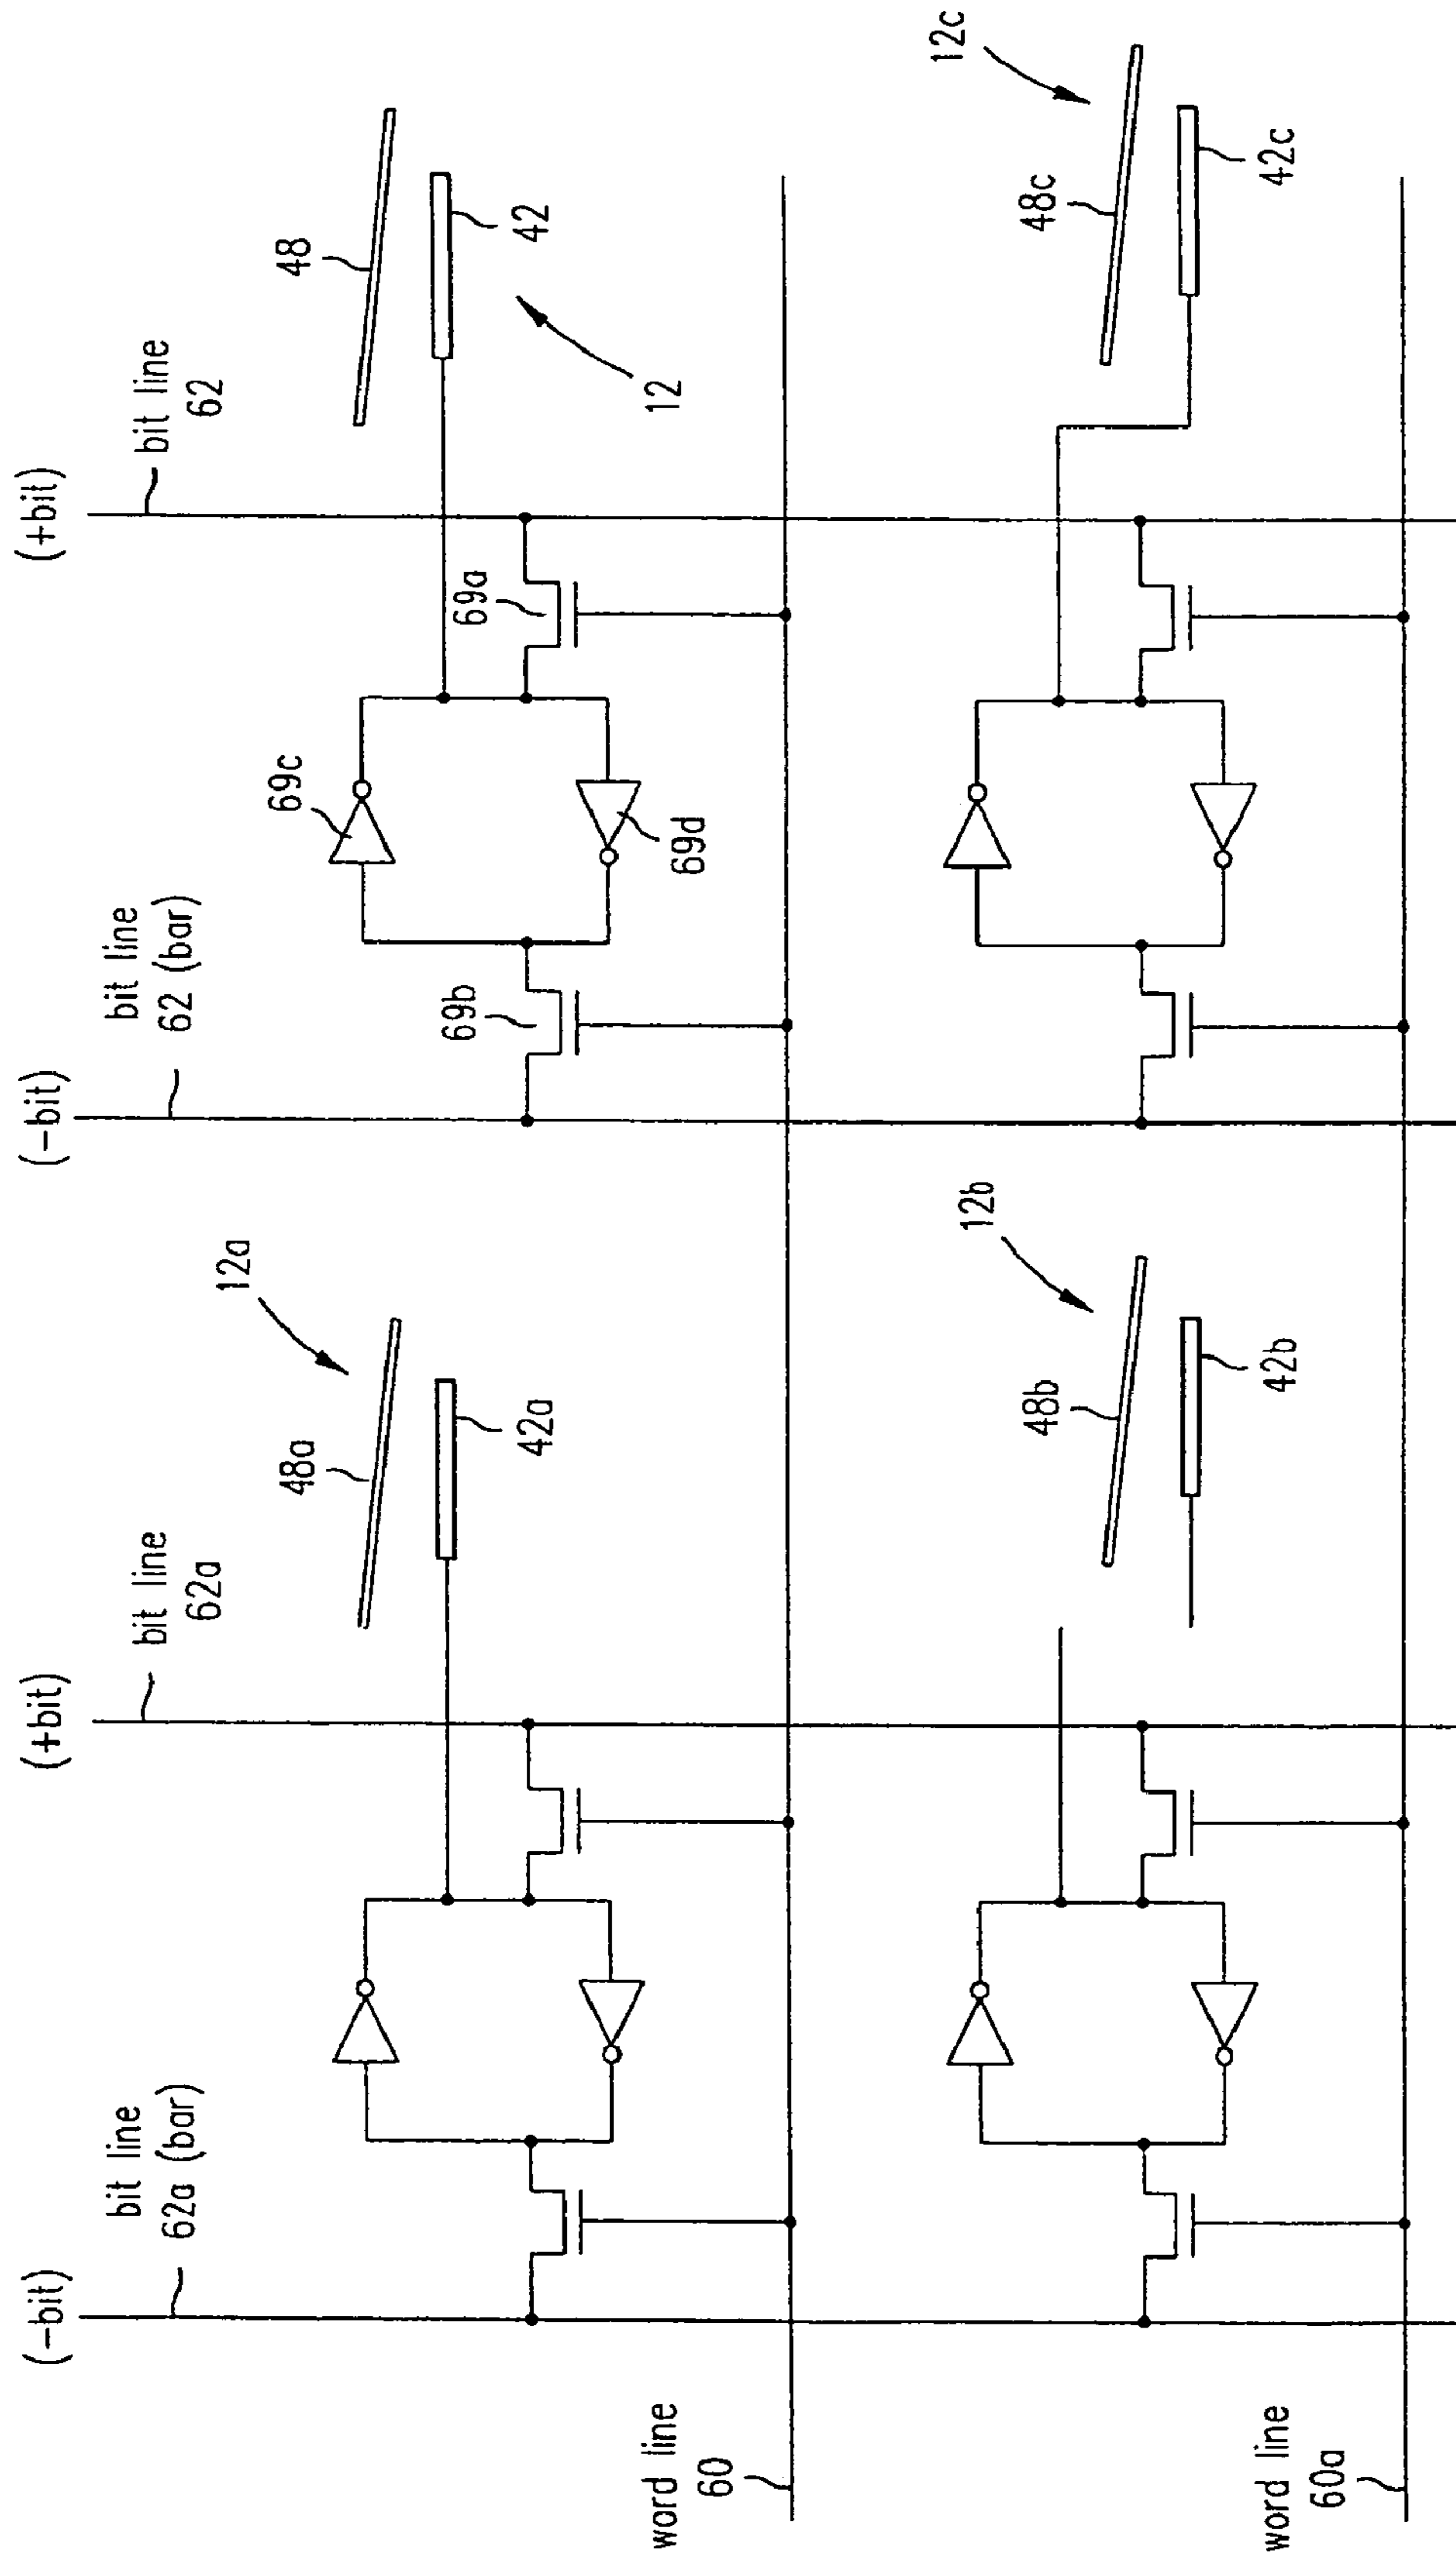 (−bit)
(+bit)
(−bit)
(+bit)
bit line
62a (bar)
bit line
62a
bit line
62 (bar)
bit line
62
12a
48a
42a
69c
69b
69a
69d
48
42
12
word line
60
12b
48b
42b
12c
48c
42c
word line
60a